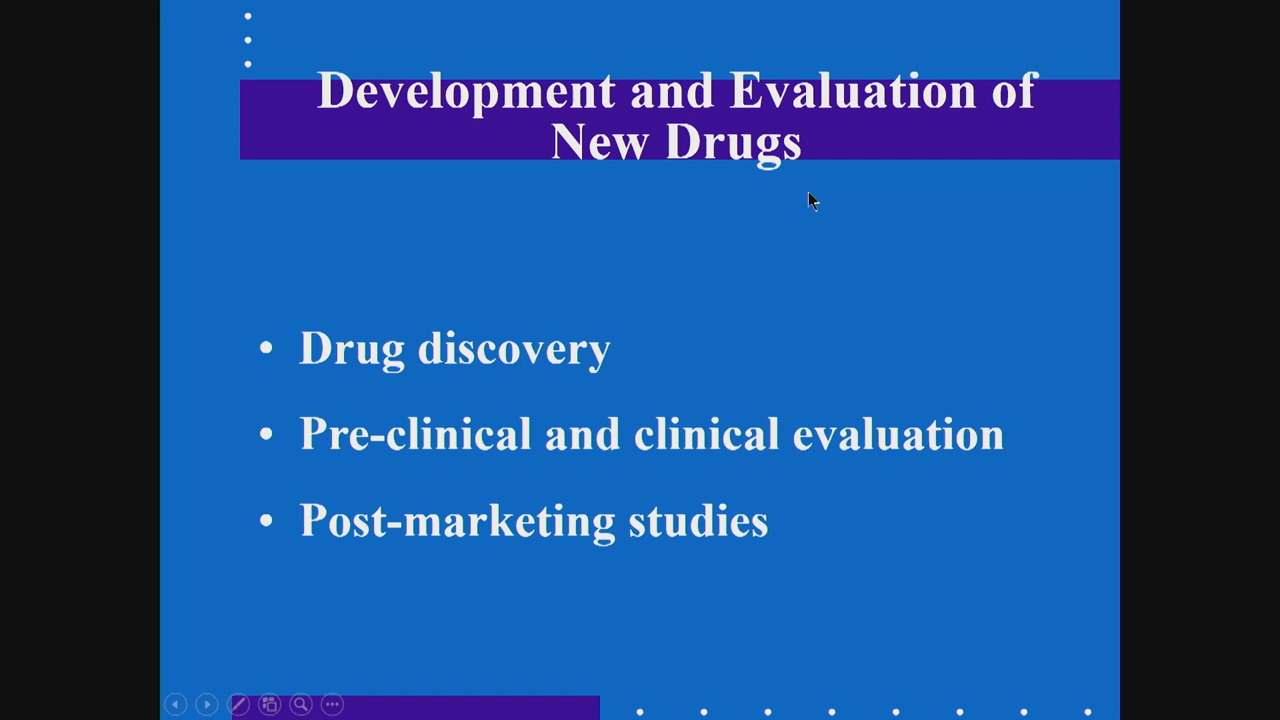 Development and Evaluation of
New Drugs
• Drug discovery
• Pre-clinical and clinical evaluation
• Post-marketing studies